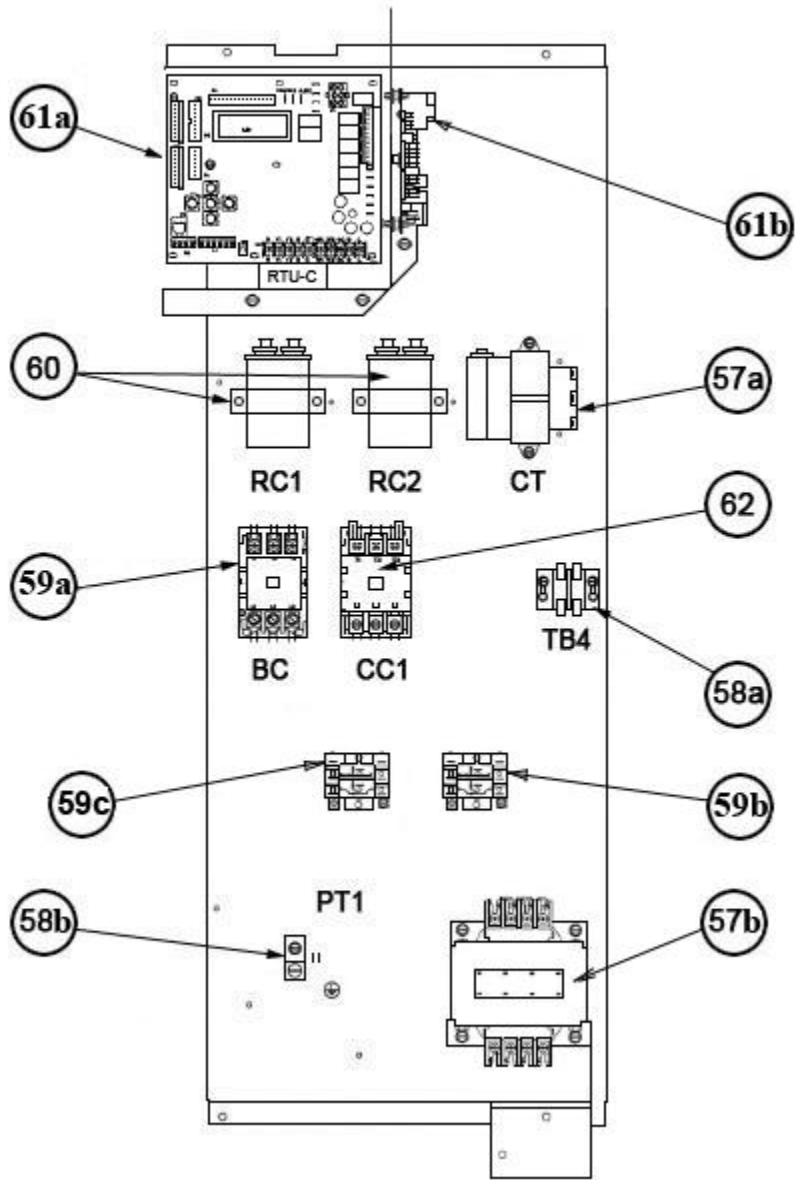 61a
61b
RTU-C
60
57a
RC1 RC2 CT
62
59a
BC CC1 TB4
58a
59c
59b
PT1
58b
57b